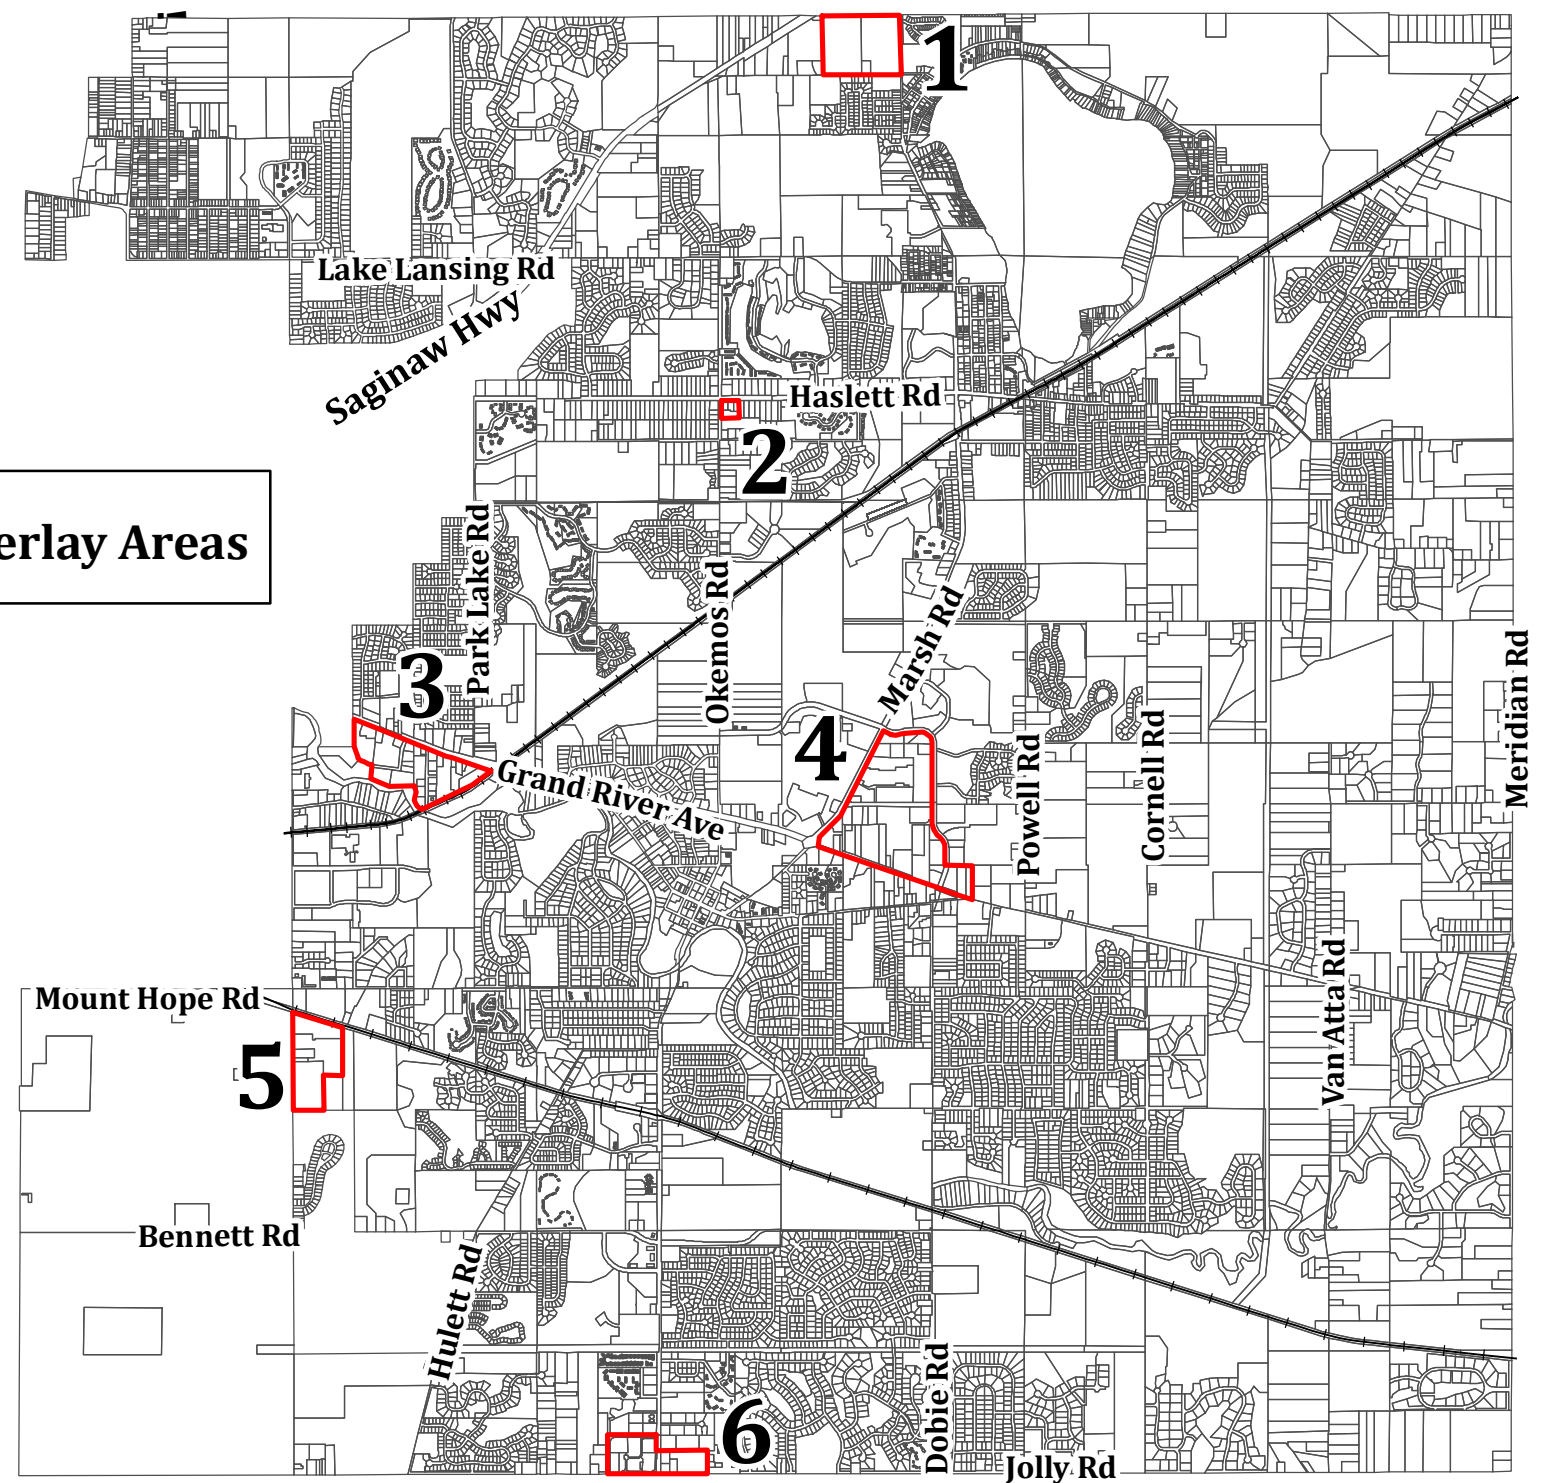 1
Lake Lansing Rd
Saginaw Hwy
Haslett Rd
2
erlay Areas
Park Lake Rd
Okemos Rd
Marsh Rd
3
4
Grand River Ave
Powell Rd
Cornell Rd
Meridian Rd
Mount Hope Rd
Van Atta Rd
5
Bennett Rd
Hulett Rd
6
Dobie Rd
Jolly Rd